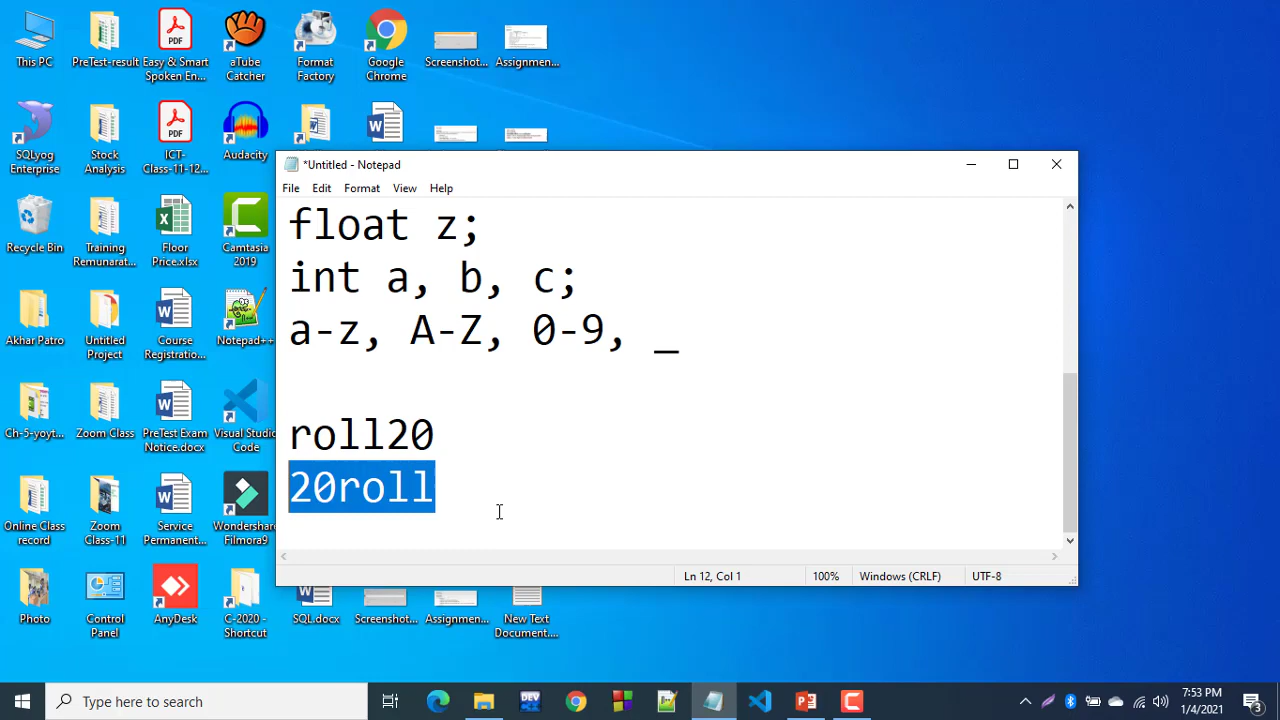 This PC
PreTest-result
Easy & Smart Spoken En...
aTube Catcher
Format Factory
Google Chrome
Screenshot...
Assignmen...
SQLyog Enterprise
Stock Analysis
ICT-Class-11-12...
Audacity
*Untitled - Notepad
File Edit Format View Help
float z;
int a, b, c;
a-z, A-Z, 0-9, _
roll20
20roll
Ln 12, Col 1 100% Windows (CRLF) UTF-8
Recycle Bin
Training Remunarat...
Floor Price.xlsx
Camtasia 2019
Akhar Patro
Untitled Project
Course Registratio...
Notepad++
Ch-5-yoyt...
Zoom Class
PreTest Exam Notice.docx
Visual Studio Code
Online Class record
Zoom Class-11
Service Permanent...
Wondershare Filmora9
Photo
Control Panel
AnyDesk
C-2020 - Shortcut
SQL.docx
Screenshot...
Assignmen...
New Text Document....
Type here to search
7:53 PM
1/4/2021
3